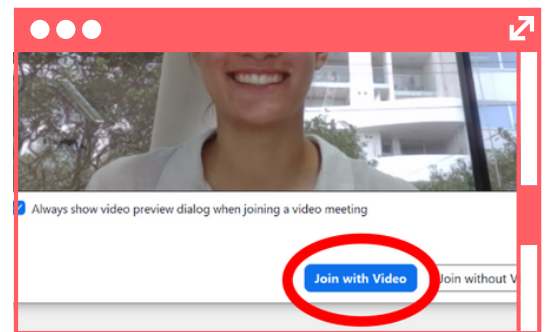 Always show video preview dialog when joining a video meeting
Join with Video
Join without V